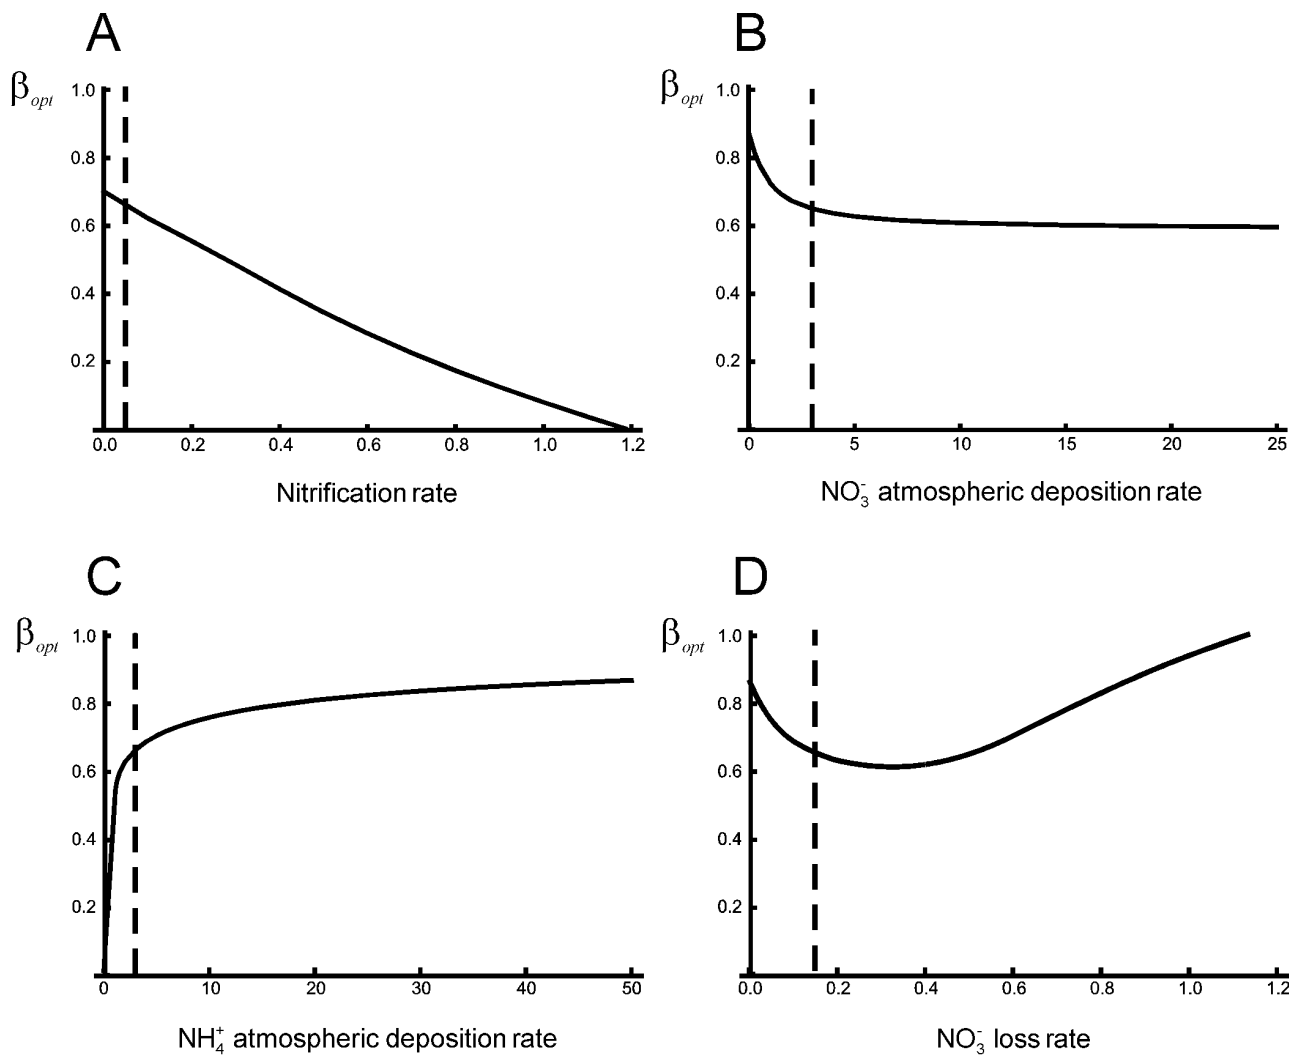 A
β_opt
1.0
0.8
0.6
0.4
0.2
0.0 0.2 0.4 0.6 0.8 1.0 1.2
Nitrification rate
B
β_opt
1.0
0.8
0.6
0.4
0.2
0 5 10 15 20 25
NO₃⁻ atmospheric deposition rate
C
β_opt
1.0
0.8
0.6
0.4
0.2
0 10 20 30 40 50
NH₄⁺ atmospheric deposition rate
D
β_opt
1.0
0.8
0.6
0.4
0.2
0.0 0.2 0.4 0.6 0.8 1.0 1.2
NO₃⁻ loss rate